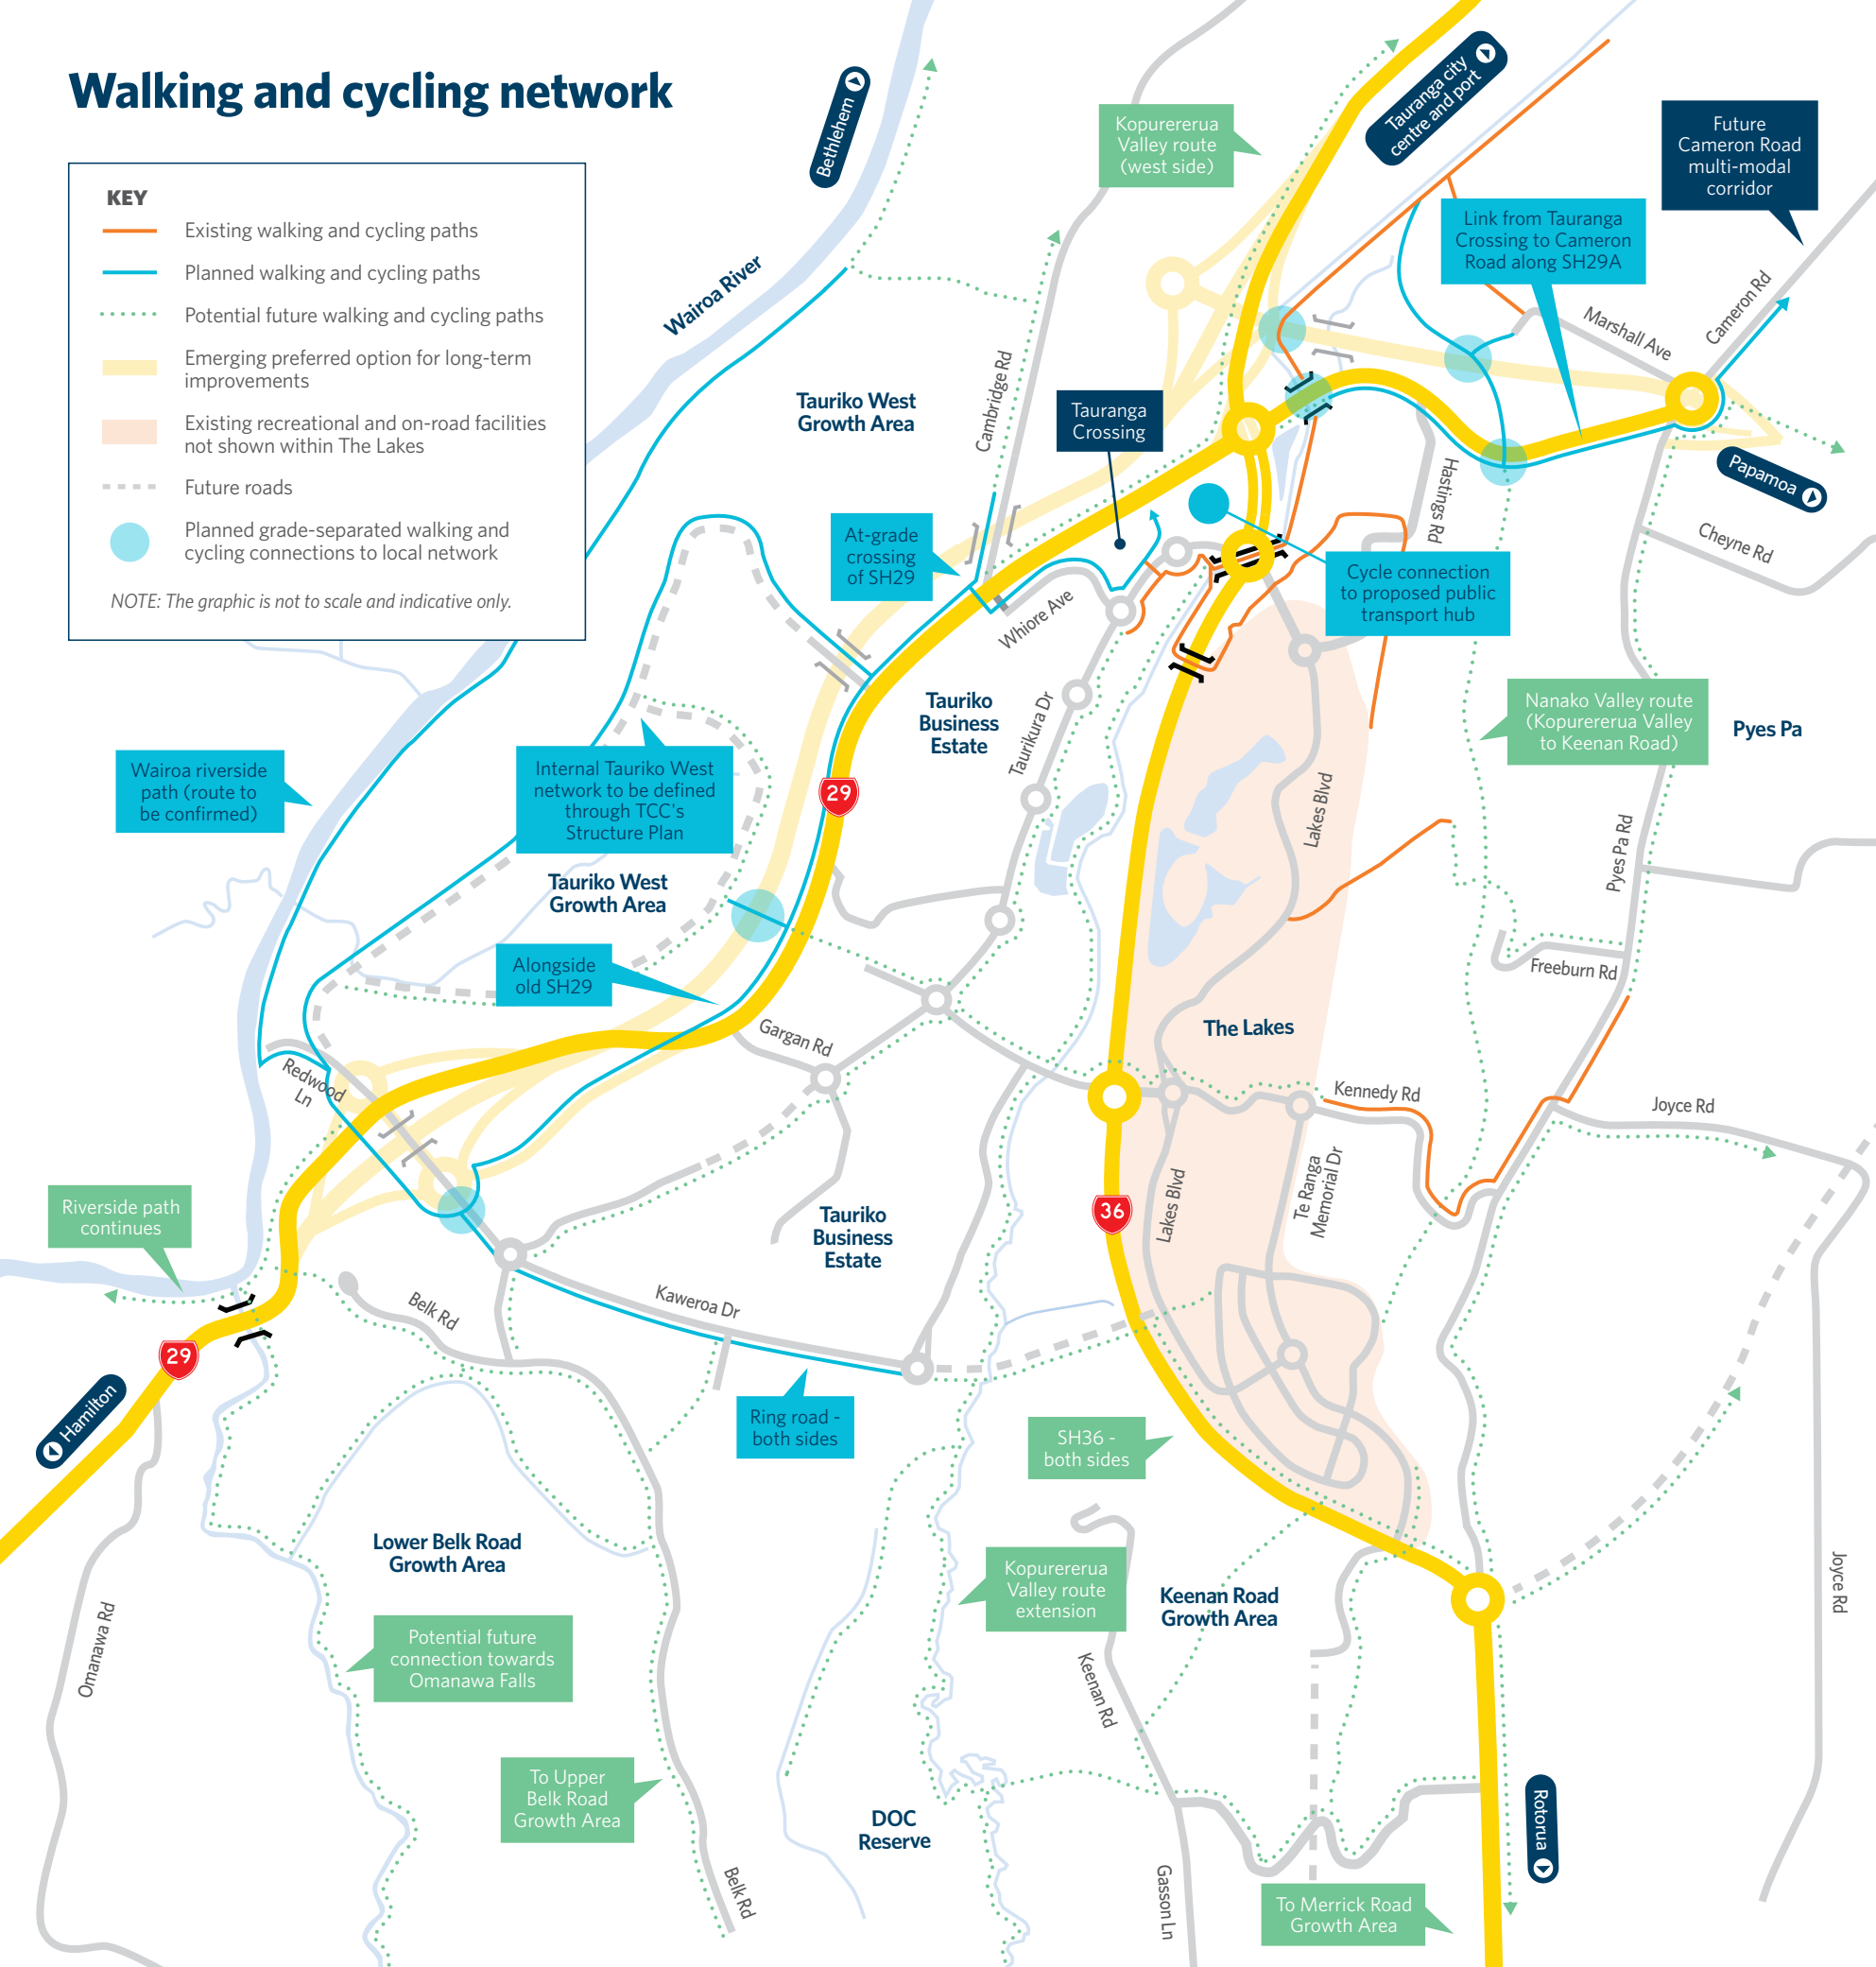 Walking and cycling network
KEY
Existing walking and cycling paths
Planned walking and cycling paths
Potential future walking and cycling paths
Emerging preferred option for long-term
improvements
Existing recreational and on-road facilities
not shown within The Lakes
Future roads
Planned grade-separated walking and
cycling connections to local network
NOTE: The graphic is not to scale and indicative only.
Bethlehem
Wairoa River
Kopurererua
Valley route
(west side)
Tauranga city
centre and port
Future
Cameron Road
multi-modal
corridor
Link from Tauranga
Crossing to Cameron
Road along SH29A
Marshall Ave
Cameron Rd
Papamoa
Cheyne Rd
Hastings Rd
Tauriko West
Growth Area
Cambridge Rd
Tauranga
Crossing
At-grade
crossing
of SH29
Whiore Ave
Cycle connection
to proposed public
transport hub
Tauriko
Business
Estate
Taurikura Dr
Nanako Valley route
(Kopurererua Valley
to Keenan Road)
Pyes Pa
Wairoa riverside
path (route to
be confirmed)
Internal Tauriko West
network to be defined
through TCC's
Structure Plan
29
Lakes Blvd
Pyes Pa Rd
Tauriko West
Growth Area
Alongside
old SH29
Freeburn Rd
Gargan Rd
The Lakes
Redwood
Ln
Kennedy Rd
Joyce Rd
Riverside path
continues
Tauriko
Business
Estate
36
Lakes Blvd
Te Ranga
Memorial Dr
Belk Rd
Kaweroa Dr
29
Hamilton
Ring road -
both sides
SH36 -
both sides
Lower Belk Road
Growth Area
Kopurererua
Valley route
extension
Keenan Road
Growth Area
Joyce Rd
Omanawa Rd
Potential future
connection towards
Omanawa Falls
Keenan Rd
To Upper
Belk Road
Growth Area
DOC
Reserve
Rotorua
Belk Rd
Gasson Ln
To Merrick Road
Growth Area